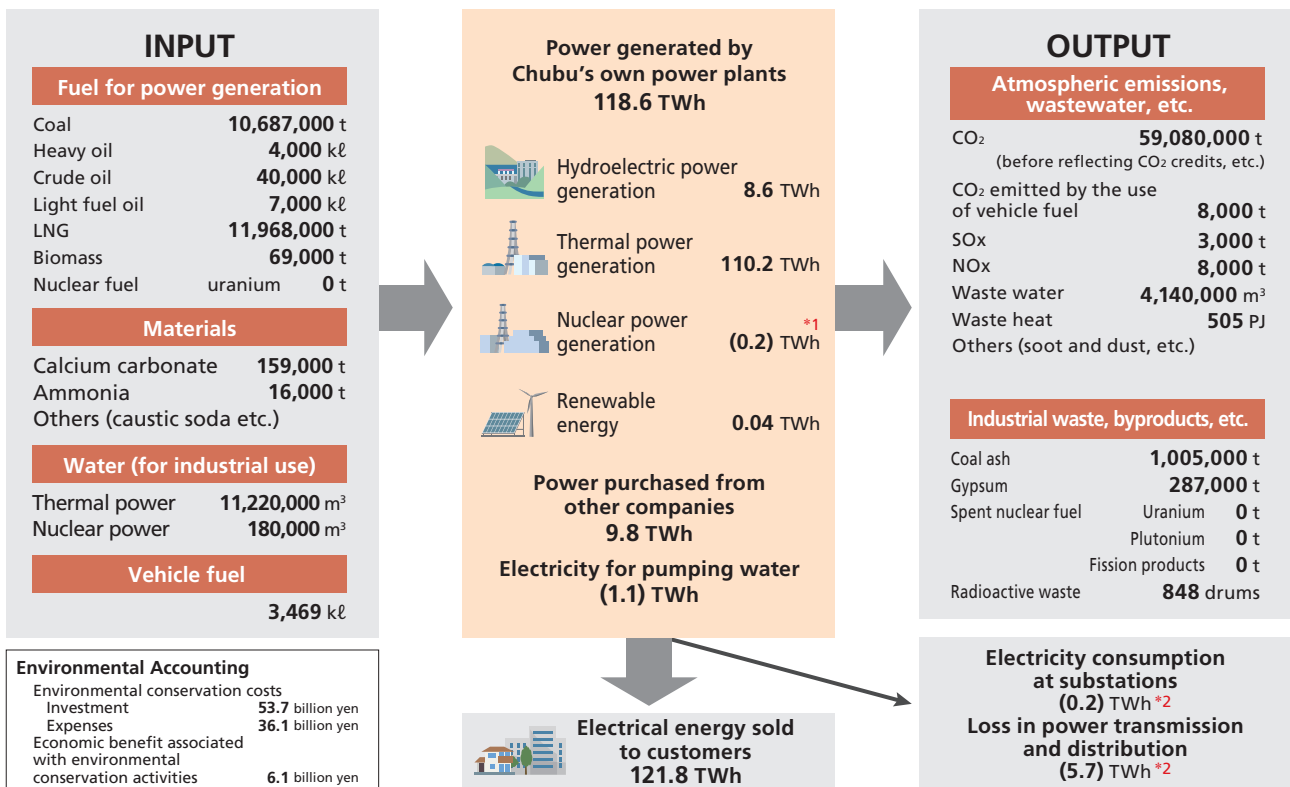 INPUT
Fuel for power generation
Coal 10,687,000 t
Heavy oil 4,000 kℓ
Crude oil 40,000 kℓ
Light fuel oil 7,000 kℓ
LNG 11,968,000 t
Biomass 69,000 t
Nuclear fuel uranium 0 t
Materials
Calcium carbonate 159,000 t
Ammonia 16,000 t
Others (caustic soda etc.)
Water (for industrial use)
Thermal power 11,220,000 m³
Nuclear power 180,000 m³
Vehicle fuel
3,469 kℓ
Environmental Accounting
Environmental conservation costs
Investment 53.7 billion yen
Expenses 36.1 billion yen
Economic benefit associated
with environmental
conservation activities 6.1 billion yen
Power generated by
Chubu's own power plants
118.6 TWh
Hydroelectric power
generation 8.6 TWh
Thermal power
generation 110.2 TWh
Nuclear power *1
generation (0.2) TWh
Renewable
energy 0.04 TWh
Power purchased from
other companies
9.8 TWh
Electricity for pumping water
(1.1) TWh
Electrical energy sold
to customers
121.8 TWh
OUTPUT
Atmospheric emissions,
wastewater, etc.
CO₂ 59,080,000 t
(before reflecting CO₂ credits, etc.)
CO₂ emitted by the use
of vehicle fuel 8,000 t
SOx 3,000 t
NOx 8,000 t
Waste water 4,140,000 m³
Waste heat 505 PJ
Others (soot and dust, etc.)
Industrial waste, byproducts, etc.
Coal ash 1,005,000 t
Gypsum 287,000 t
Spent nuclear fuel Uranium 0 t
Plutonium 0 t
Fission products 0 t
Radioactive waste 848 drums
Electricity consumption
at substations
(0.2) TWh *2
Loss in power transmission
and distribution
(5.7) TWh *2